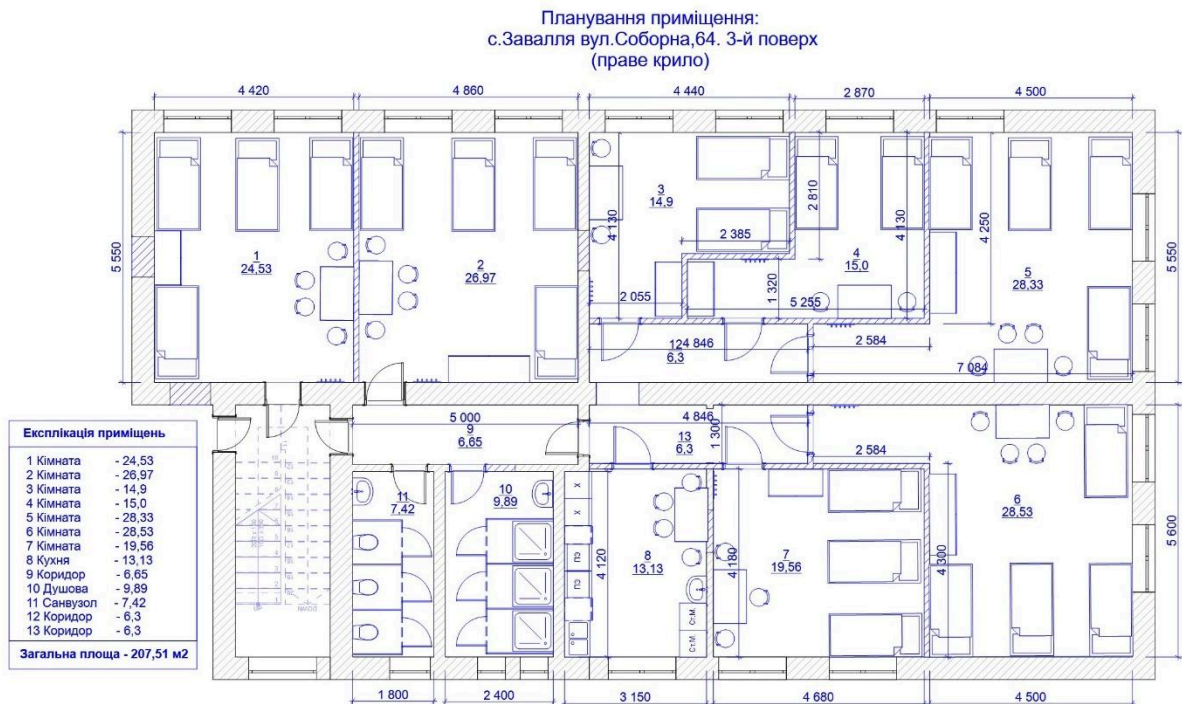 Планування приміщення:
с.Завалля вул.Соборна,64. 3-й поверх
(праве крило)
4 420
4 860
4 440
2 870
4 500
5 550
1
24,53
2
26,97
3
14,9
4 130
2 385
2 055
2 810
4 130
4
15,0
1 320
5 255
4 250
5
28,33
5 550
12
4 846
6,3
2 584
7 084
5 000
9
6,65
4 846
13
6,3
1 300
2 584
11
7,42
10
9,89
X
X
ПЭ
ПЭ
4 120
8
13,13
Ст.М.
Ст.М.
4 180
7
19,56
4 300
6
28,53
5 600
DOWN
UP
1 800
2 400
3 150
4 680
4 500
Експлікація приміщень
1 Кімната - 24,53
2 Кімната - 26,97
3 Кімната - 14,9
4 Кімната - 15,0
5 Кімната - 28,33
6 Кімната - 28,53
7 Кімната - 19,56
8 Кухня - 13,13
9 Коридор - 6,65
10 Душова - 9,89
11 Санвузол - 7,42
12 Коридор - 6,3
13 Коридор - 6,3
Загальна площа - 207,51 м2